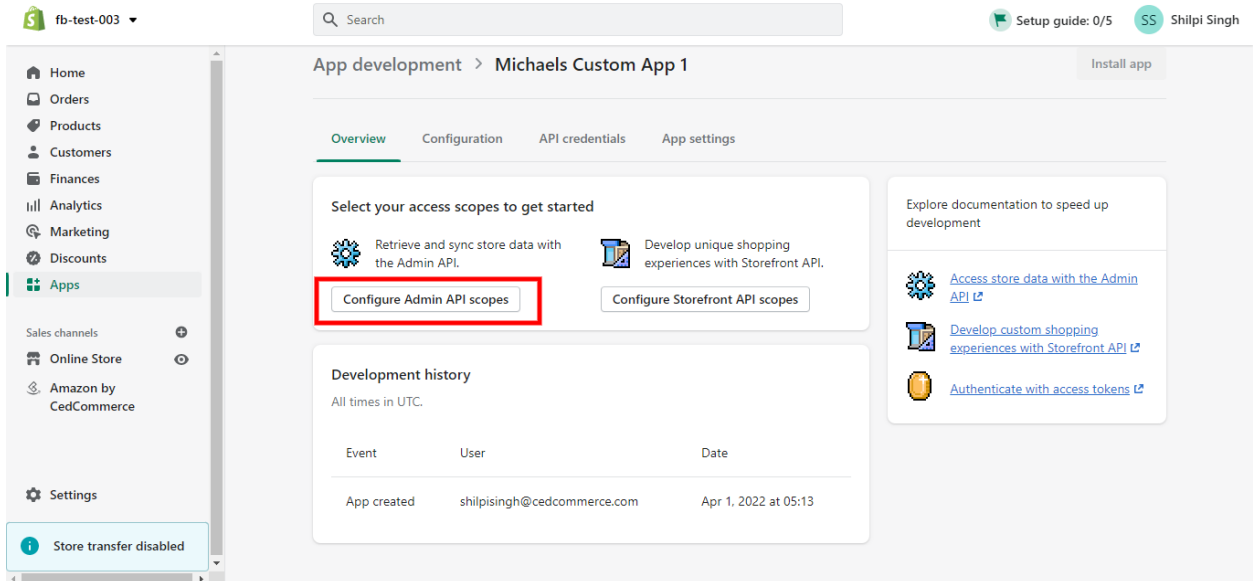 fb-test-003
Search
Setup guide: 0/5
SS
Shilpi Singh
Home
Orders
Products
Customers
Finances
Analytics
Marketing
Discounts
Apps
Sales channels
Online Store
Amazon by
CedCommerce
Settings
Store transfer disabled
App development > Michaels Custom App 1
Install app
Overview
Configuration
API credentials
App settings
Select your access scopes to get started
Retrieve and sync store data with
the Admin API.
Configure Admin API scopes
Develop unique shopping
experiences with Storefront API.
Configure Storefront API scopes
Development history
All times in UTC.
Event User Date
App created shilpisingh@cedcommerce.com Apr 1, 2022 at 05:13
Explore documentation to speed up
development
Access store data with the Admin
API
Develop custom shopping
experiences with Storefront API
Authenticate with access tokens